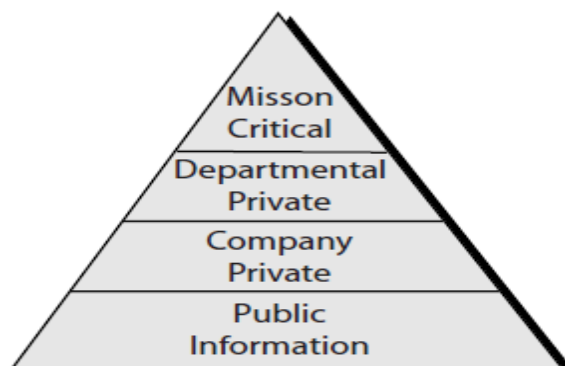 Misson
Critical
Departmental
Private
Company
Private
Public
Information